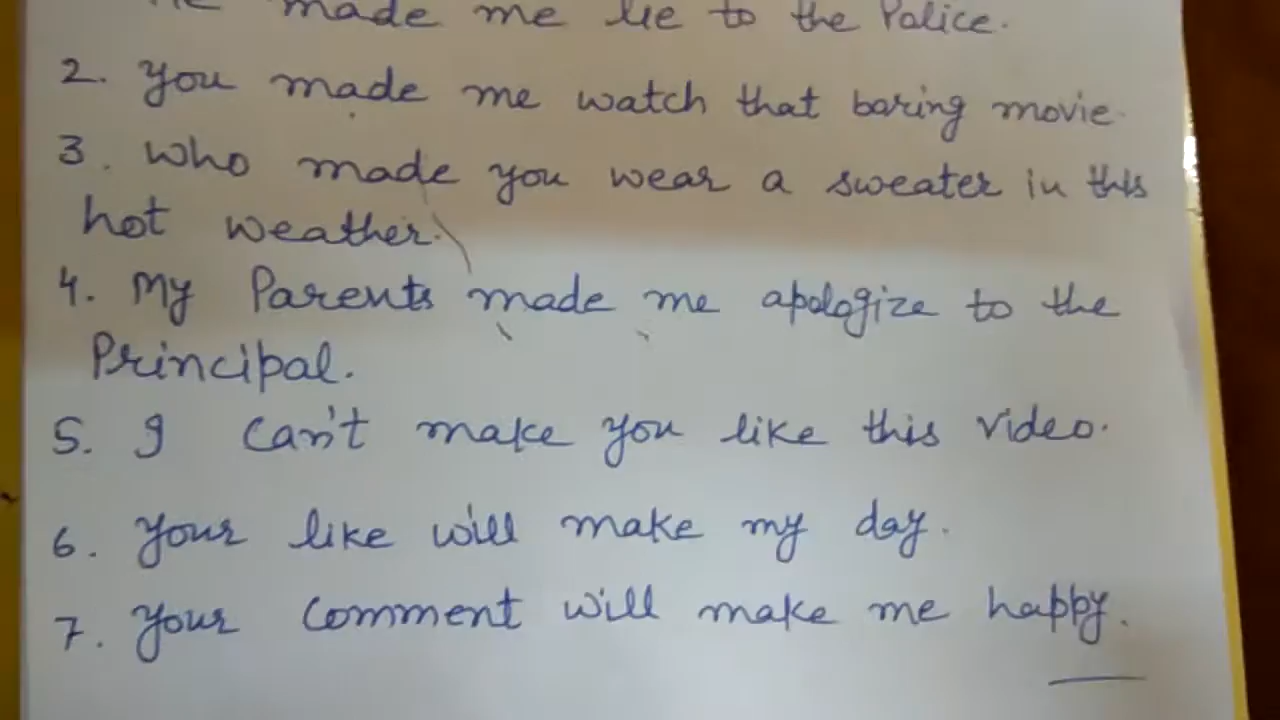 made me lie to the Police.
2. You made me watch that boring movie.
3. Who made you wear a sweater in this
hot weather.
4. My Parents made me apologize to the
Principal.
5. I can't make you like this video.
6. Your like will make my day.
7. Your comment will make me happy.